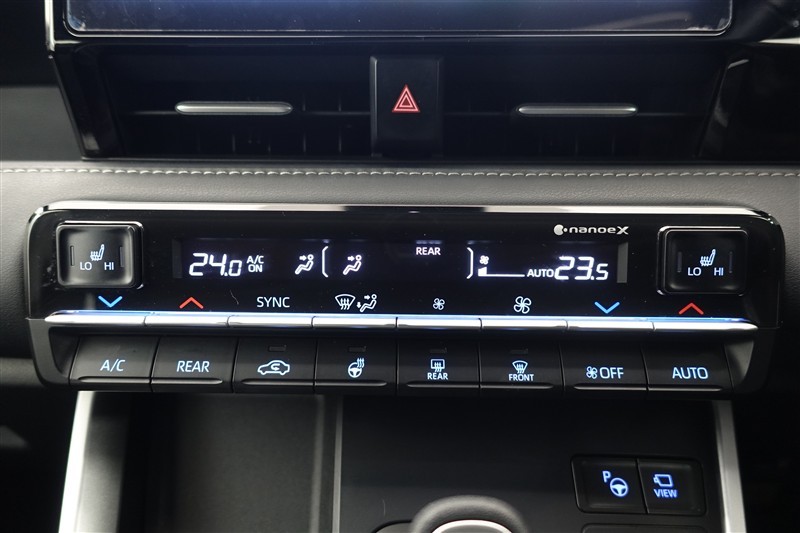 nanoeX
LO HI
24.0 A/C ON
REAR
AUTO 23.5
LO HI
SYNC
A/C
REAR
REAR
FRONT
OFF
AUTO
P
VIEW